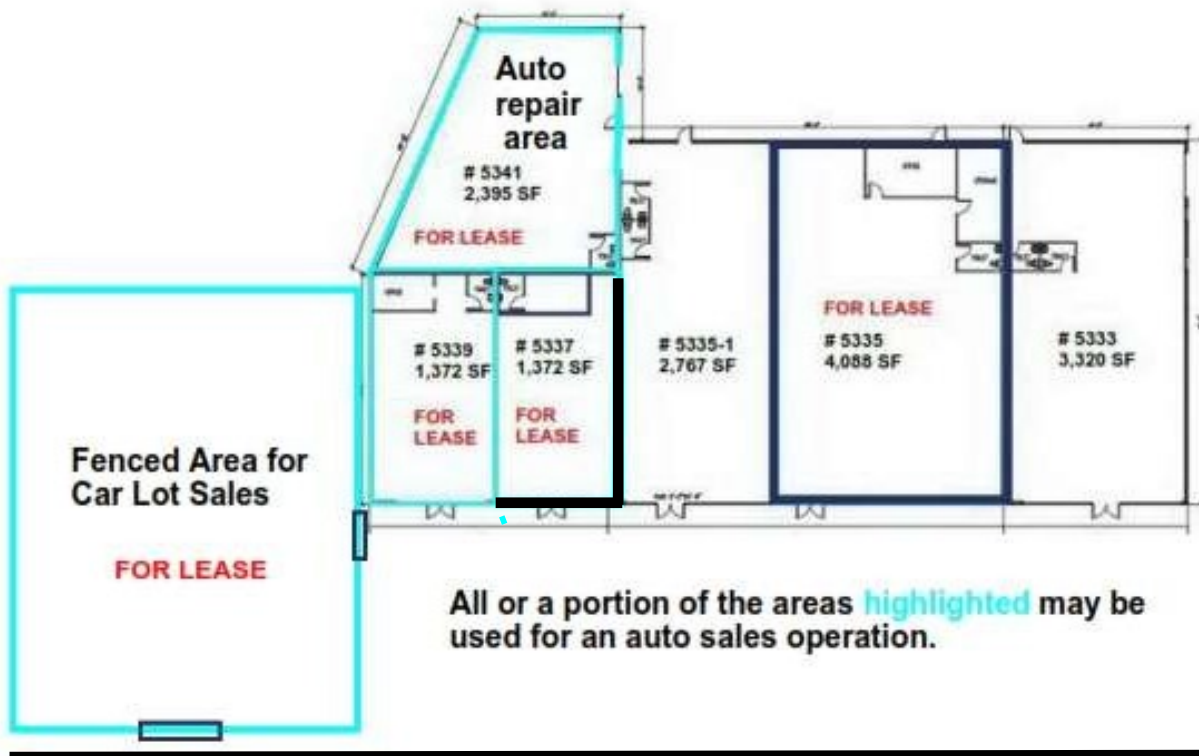 Auto
repair
area
# 5341
2,395 SF
FOR LEASE
# 5339
1,372 SF
FOR
LEASE
# 5337
1,372 SF
FOR
LEASE
# 5335-1
2,767 SF
FOR LEASE
# 5335
4,088 SF
# 5333
3,320 SF
Fenced Area for
Car Lot Sales
FOR LEASE
All or a portion of the areas highlighted may be
used for an auto sales operation.